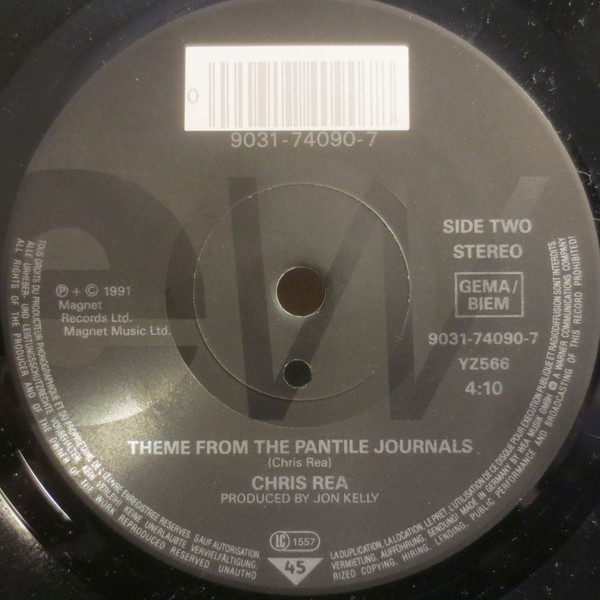 0
9031-74090-7
SIDE TWO
STEREO
GEMA/
BIEM
9031-74090-7
YZ566
4:10
℗ + © 1991
Magnet
Records Ltd.
Magnet Music Ltd.
eaw
THEME FROM THE PANTILE JOURNALS
(Chris Rea)
CHRIS REA
PRODUCED BY JON KELLY
LC 1557
45
ALL RIGHTS OF THE PRODUCER AND OF THE OWNER OF THE WORK REPRODUCED RESERVED UNAUTHO
RIZED COPYING, HIRING, LENDING, PUBLIC PERFORMANCE AND BROADCASTING OF THIS RECORD PROHIBITED!